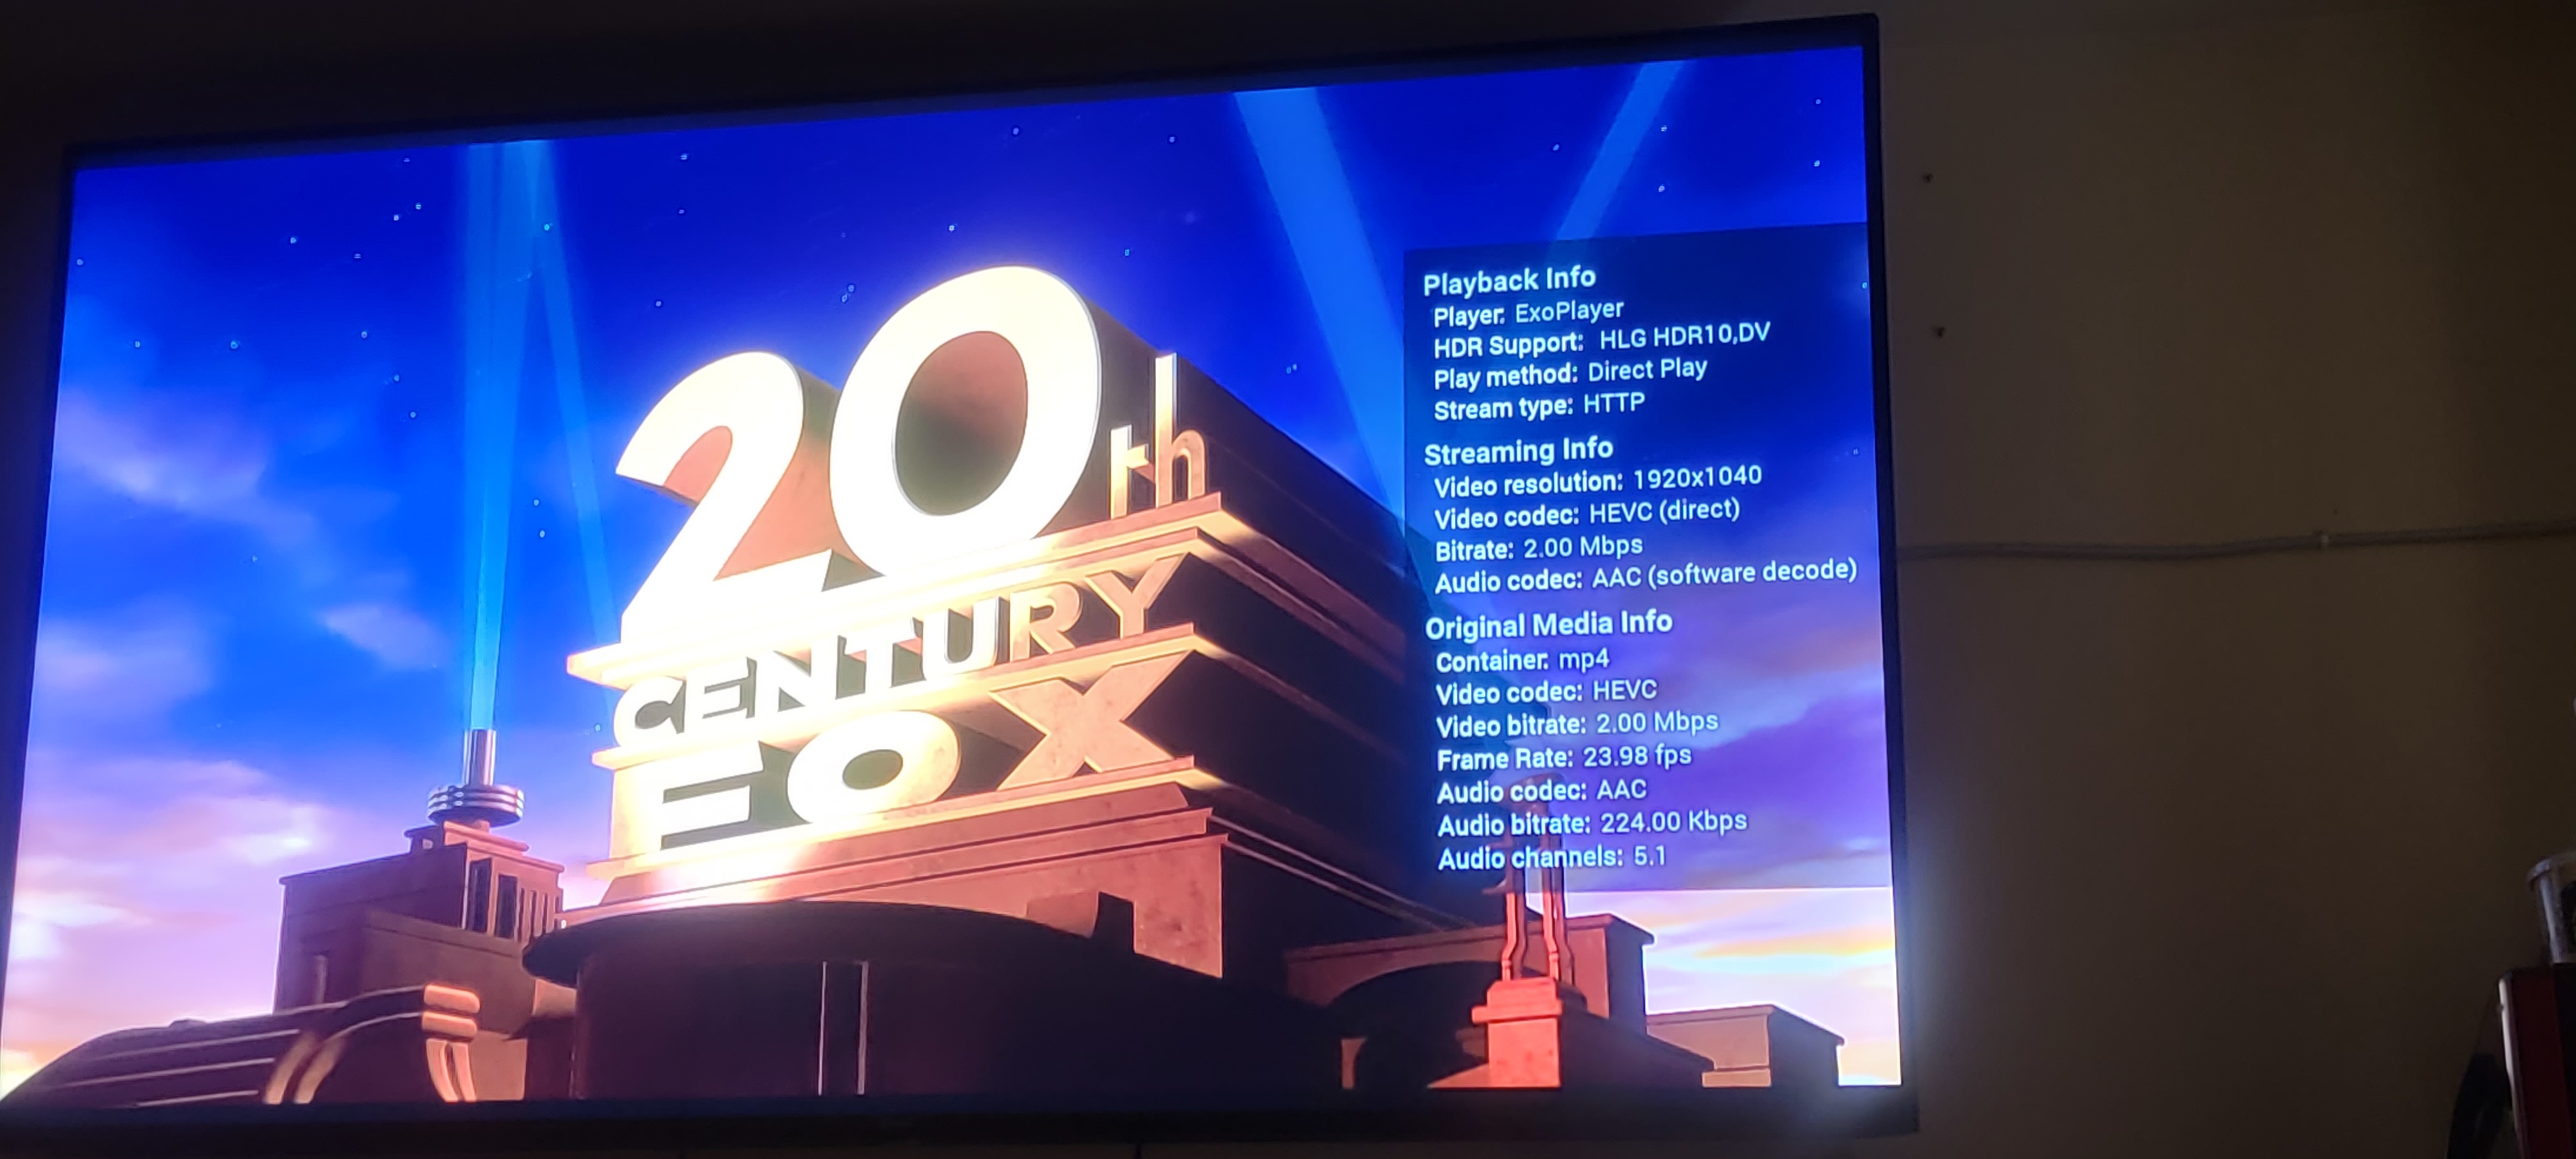 20th
CENTURY
FOX
Playback Info
Player: ExoPlayer
HDR Support: HLG HDR10,DV
Play method: Direct Play
Stream type: HTTP
Streaming Info
Video resolution: 1920x1040
Video codec: HEVC (direct)
Bitrate: 2.00 Mbps
Audio codec: AAC (software decode)
Original Media Info
Container: mp4
Video codec: HEVC
Video bitrate: 2.00 Mbps
Frame Rate: 23.98 fps
Audio codec: AAC
Audio bitrate: 224.00 Kbps
Audio channels: 5.1